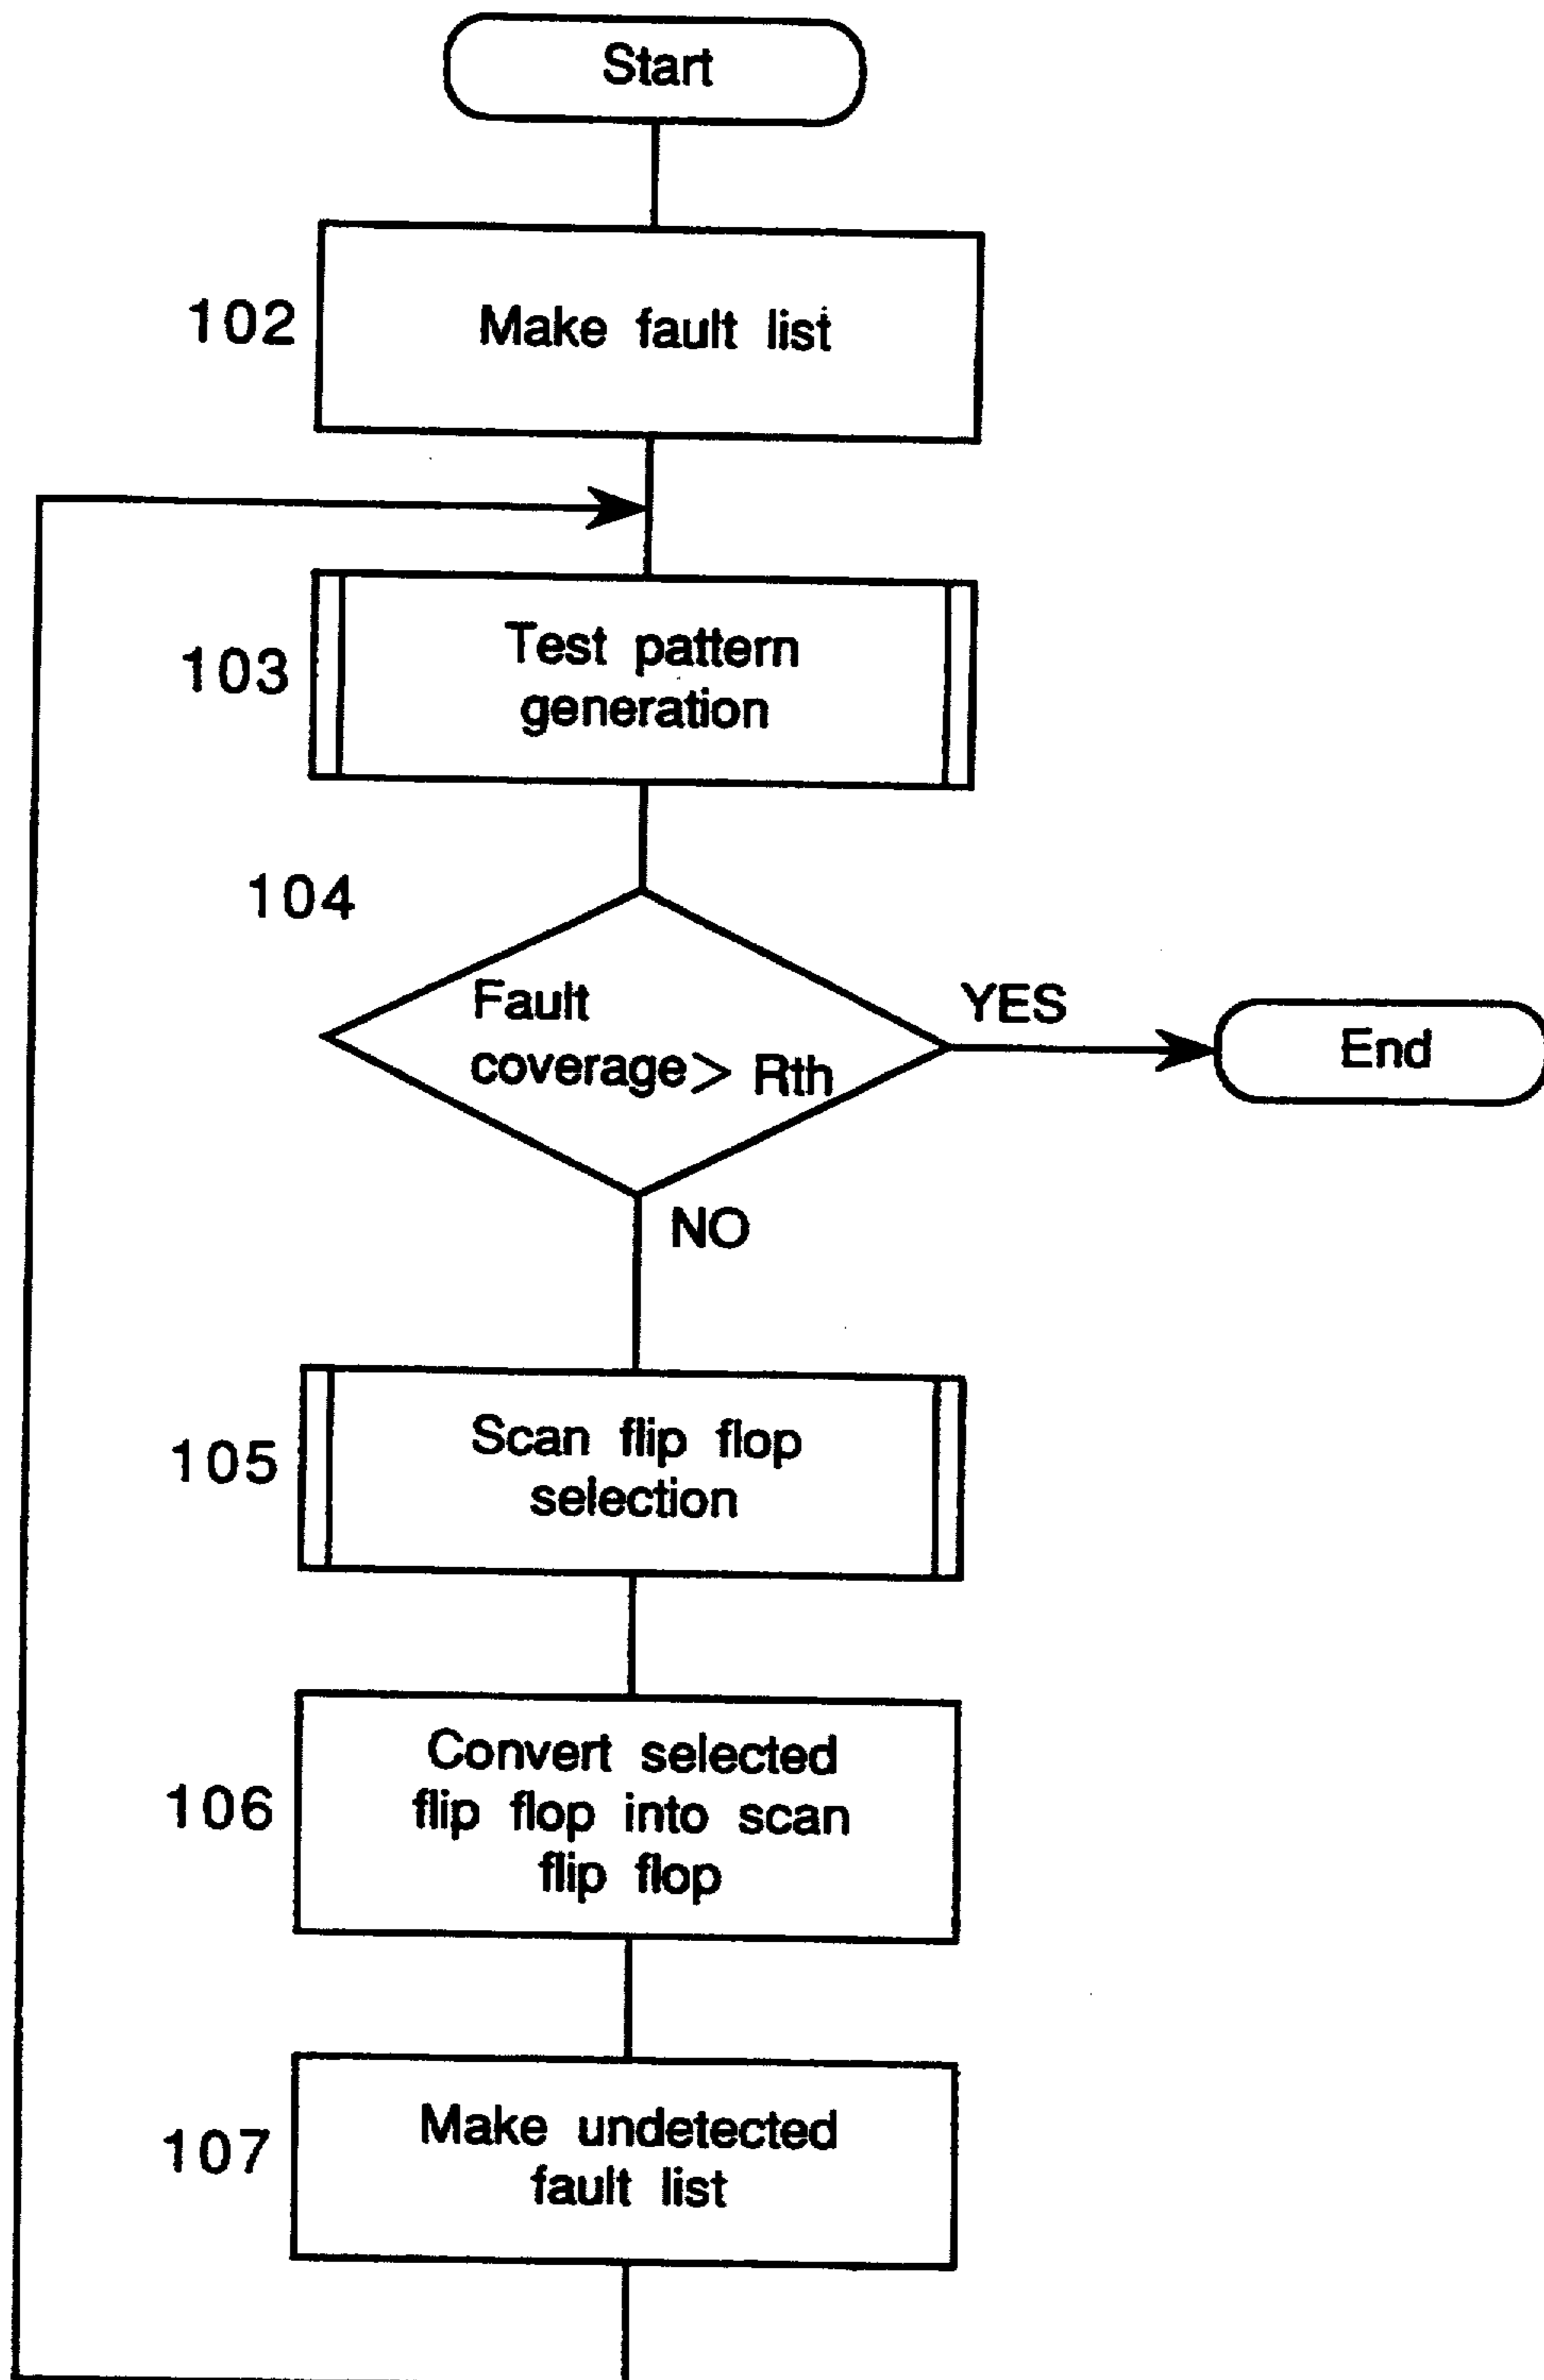 Start
102
Make fault list
103
Test pattern
generation
104
Fault
coverage> Rth
YES
End
NO
105
Scan flip flop
selection
106
Convert selected
flip flop into scan
flip flop
107
Make undetected
fault list